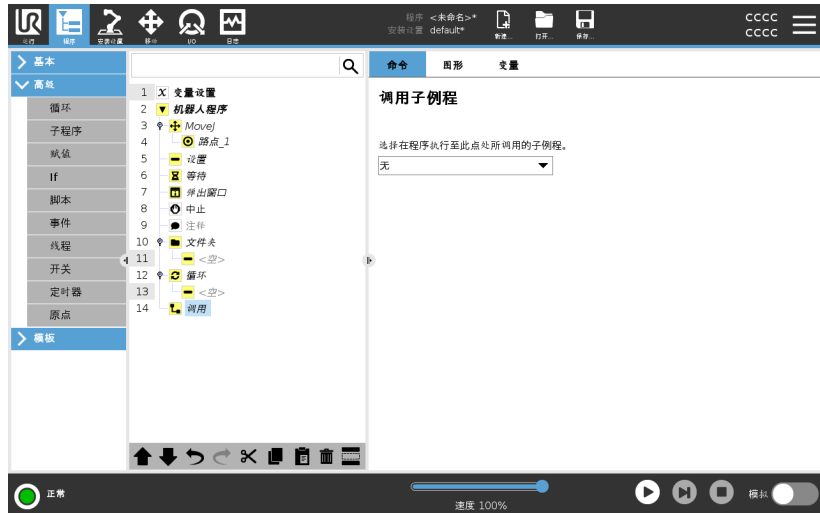 UR
运行
程序
安装设置
移动
I/O
日志
程序 <未命名>*
安装设置 default*
新建...
打开...
保存...
CCCC
CCCC
基本
高级
循环
子程序
赋值
If
脚本
事件
线程
开关
定时器
原点
模板
1 X 变量设置
2 机器人程序
3 MoveJ
4 路点_1
5 设置
6 等待
7 弹出窗口
8 中止
9 注释
10 文件夹
11 <空>
12 循环
13 <空>
14 调用
命令 图形 变量
调用子例程
选择在程序执行至此点处所调用的子例程。
无
正常
速度 100%
模拟